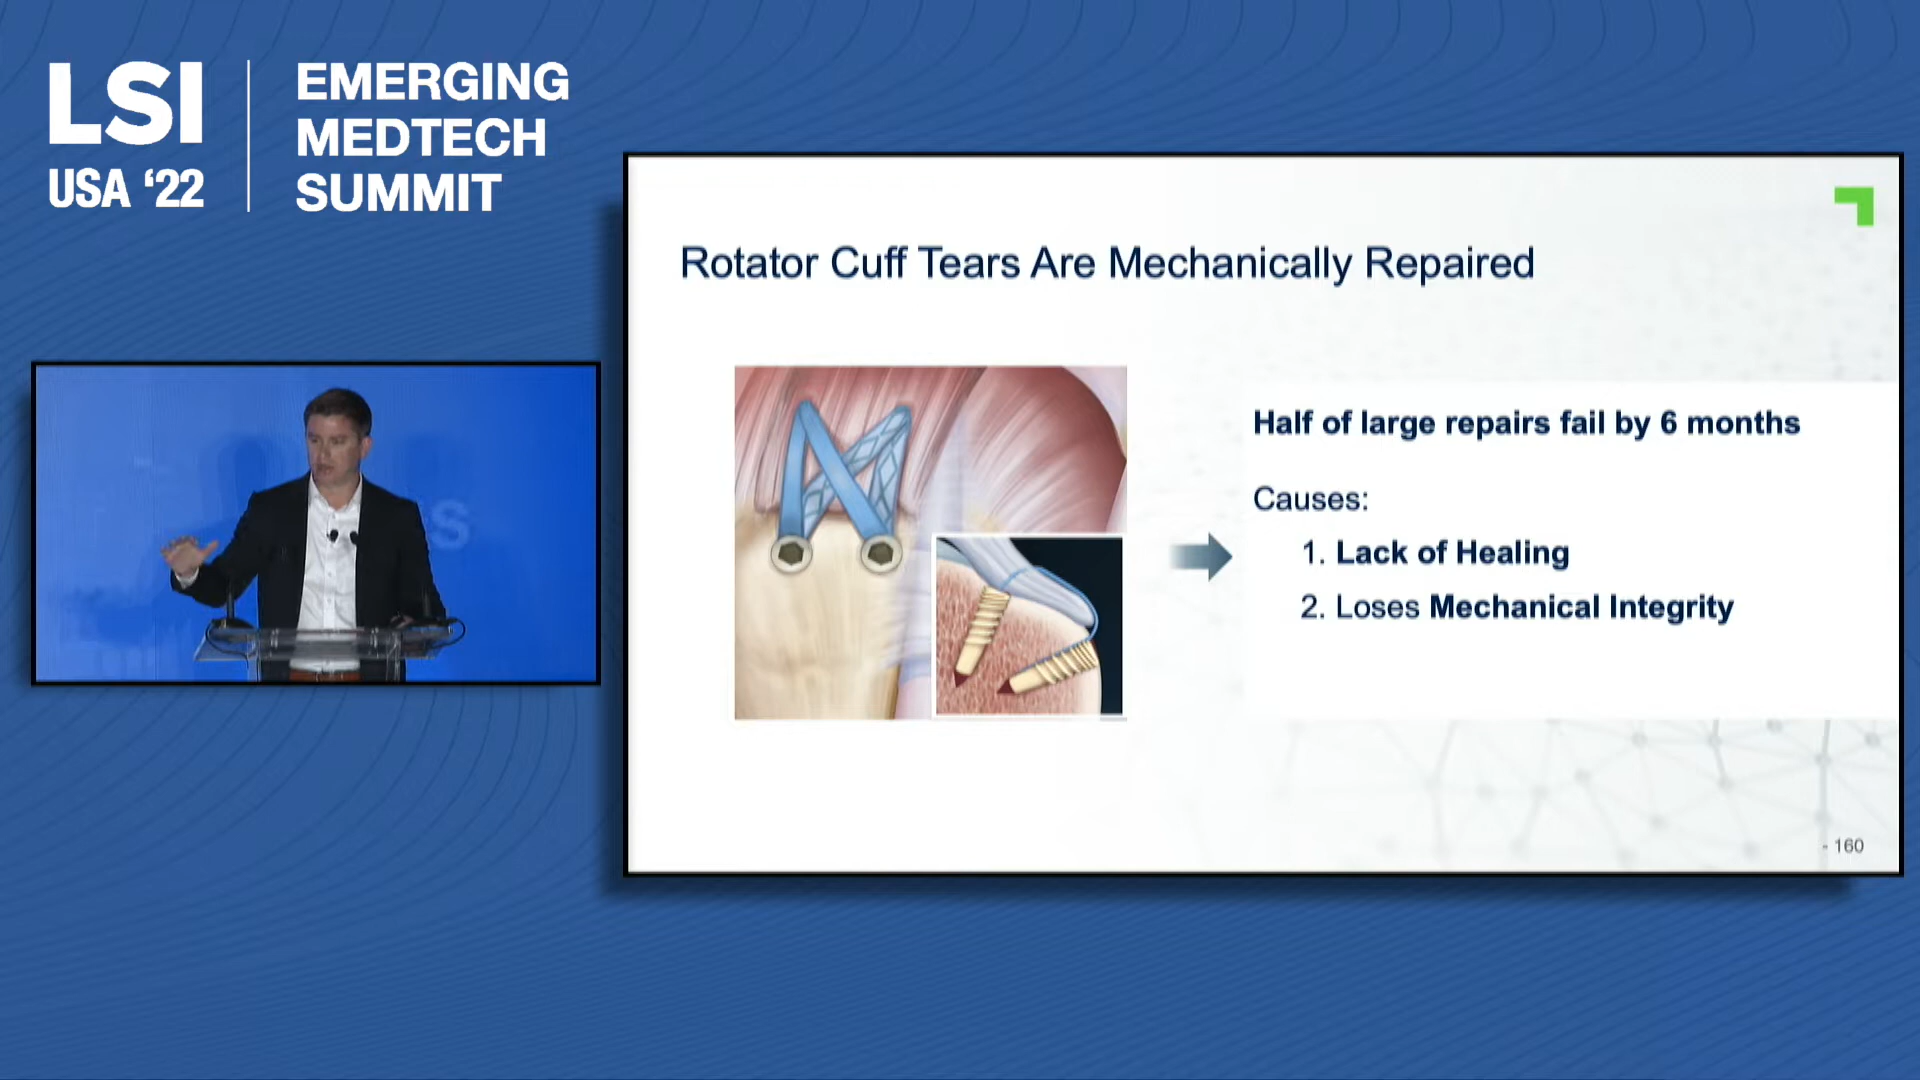 LSI
USA ‘22
EMERGING
MEDTECH
SUMMIT
Rotator Cuff Tears Are Mechanically Repaired
Half of large repairs fail by 6 months
Causes:
1. Lack of Healing
2. Loses Mechanical Integrity
S
- 160